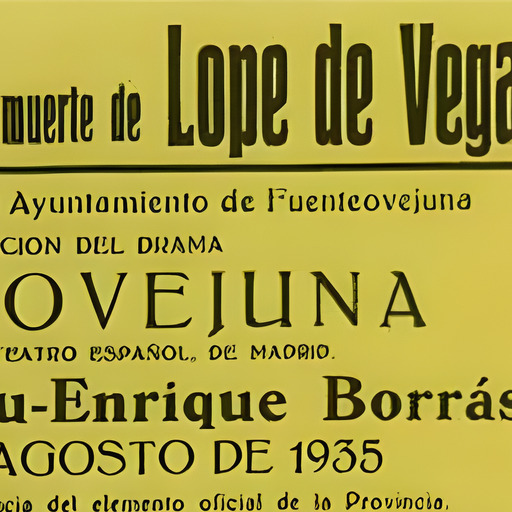 muerte de Lope de Vega
Ayuntamiento de Fuenteovejuna
CION DEL DRAMA
OVEJUNA
TEATRO ESPAÑOL, DE MADRID.
u-Enrique Borrás
AGOSTO DE 1935
cia del elemento oficial de la Provincia,